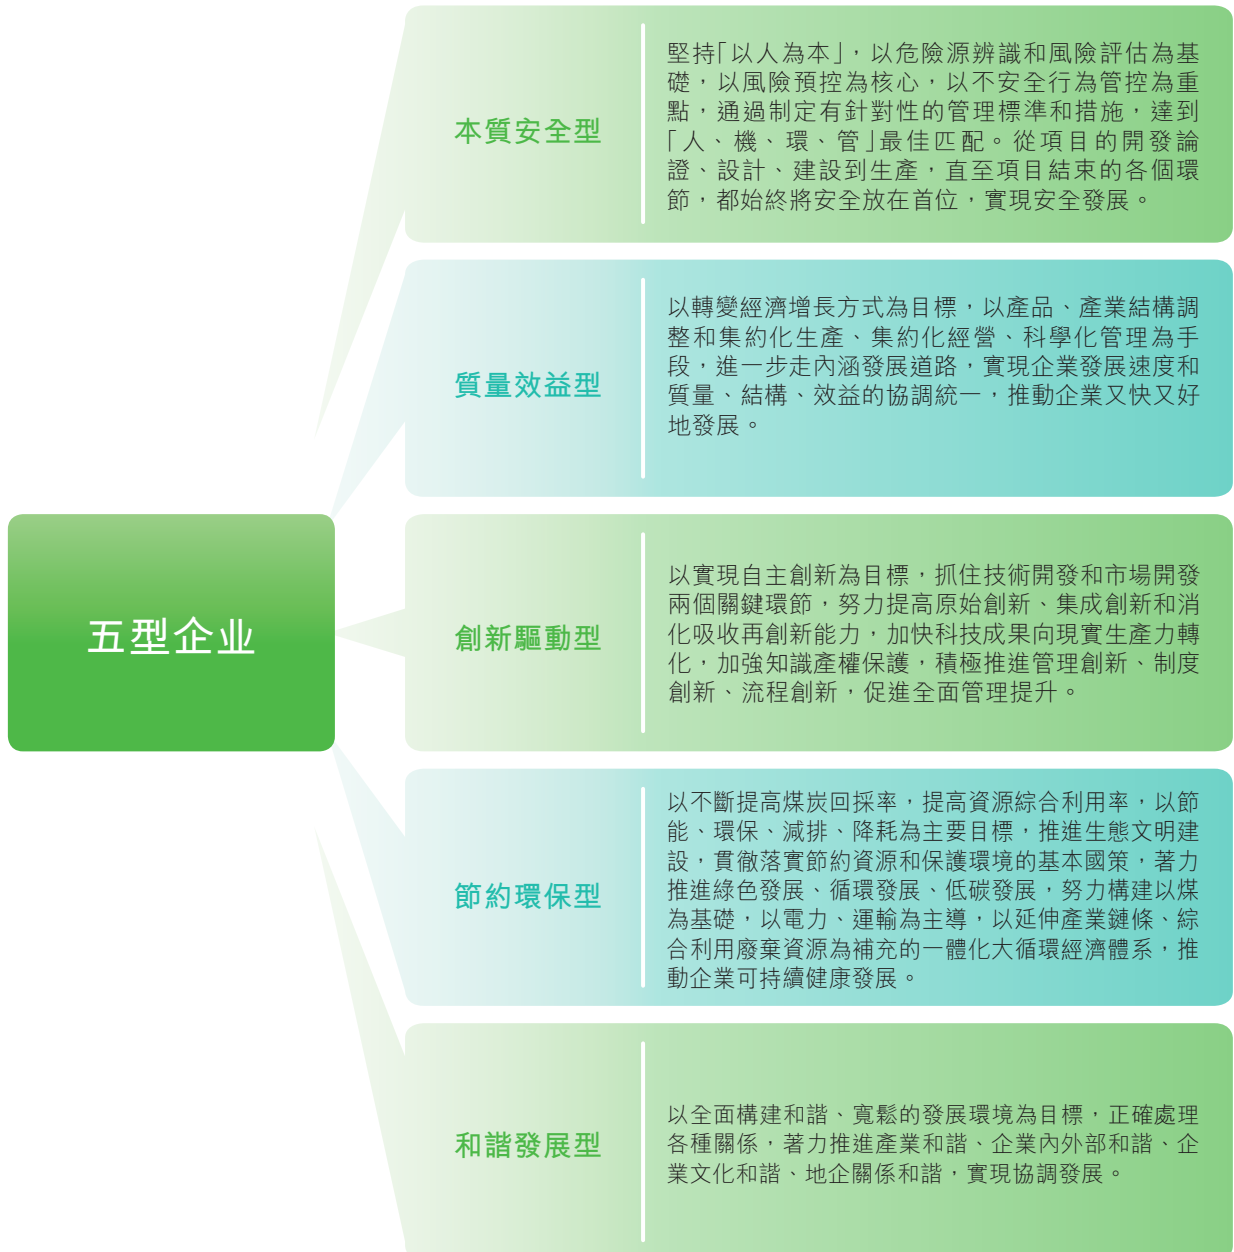 本質安全型
堅持「以人為本」，以危險源辨識和風險評估為基
礎，以風險預控為核心，以不安全行為管控為重
點，通過制定有針對性的管理標準和措施，達到
「人、機、環、管」最佳匹配。從項目的開發論
證、設計、建設到生產，直至項目結束的各個環
節，都始終將安全放在首位，實現安全發展。
質量效益型
以轉變經濟增長方式為目標，以產品、產業結構調
整和集約化生產、集約化經營、科學化管理為手
段，進一步走內涵發展道路，實現企業發展速度和
質量、結構、效益的協調統一，推動企業又快又好
地發展。
五型企业
創新驅動型
以實現自主創新為目標，抓住技術開發和市場開發
兩個關鍵環節，努力提高原始創新、集成創新和消
化吸收再創新能力，加快科技成果向現實生產力轉
化，加強知識產權保護，積極推進管理創新、制度
創新、流程創新，促進全面管理提升。
節約環保型
以不斷提高煤炭回採率，提高資源綜合利用率，以節
能、環保、減排、降耗為主要目標，推進生態文明建
設，貫徹落實節約資源和保護環境的基本國策，著力
推進綠色發展、循環發展、低碳發展，努力構建以煤
為基礎，以電力、運輸為主導，以延伸產業鏈條、綜
合利用廢棄資源為補充的一體化大循環經濟體系，推
動企業可持續健康發展。
和諧發展型
以全面構建和諧、寬鬆的發展環境為目標，正確處理
各種關係，著力推進產業和諧、企業內外部和諧、企
業文化和諧、地企關係和諧，實現協調發展。